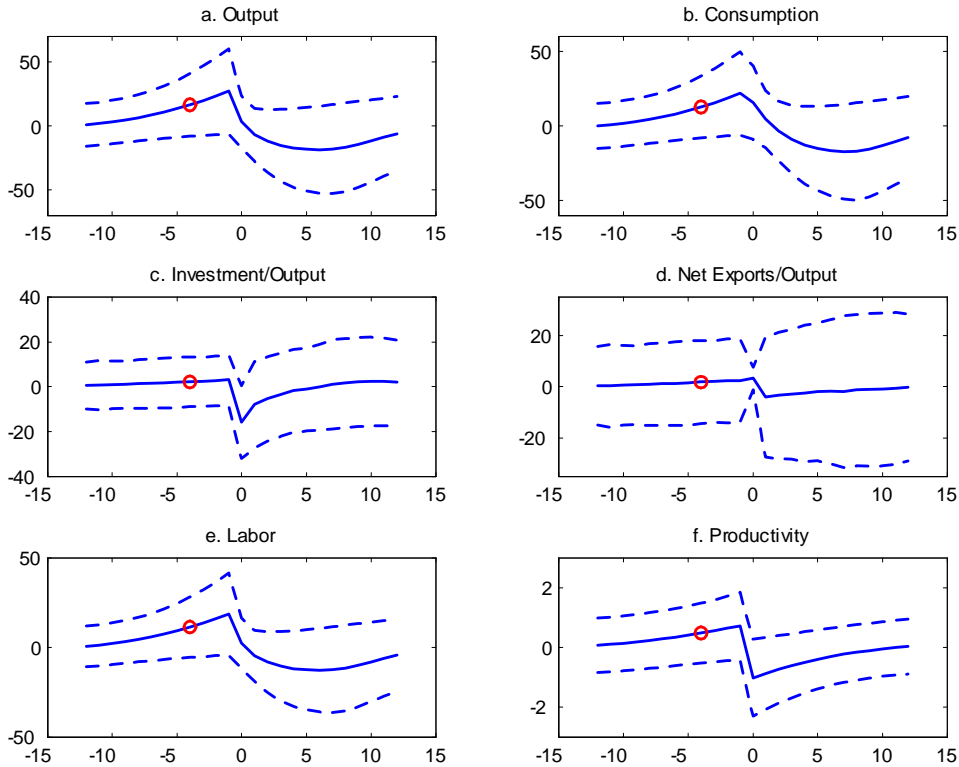 a. Output
50
0
-50
-15 -10 -5 0 5 10 15
b. Consumption
50
0
-50
-15 -10 -5 0 5 10 15
c. Investment/Output
40
20
0
-20
-40
-15 -10 -5 0 5 10 15
d. Net Exports/Output
20
0
-20
-15 -10 -5 0 5 10 15
e. Labor
50
0
-50
-15 -10 -5 0 5 10 15
f. Productivity
2
0
-2
-15 -10 -5 0 5 10 15